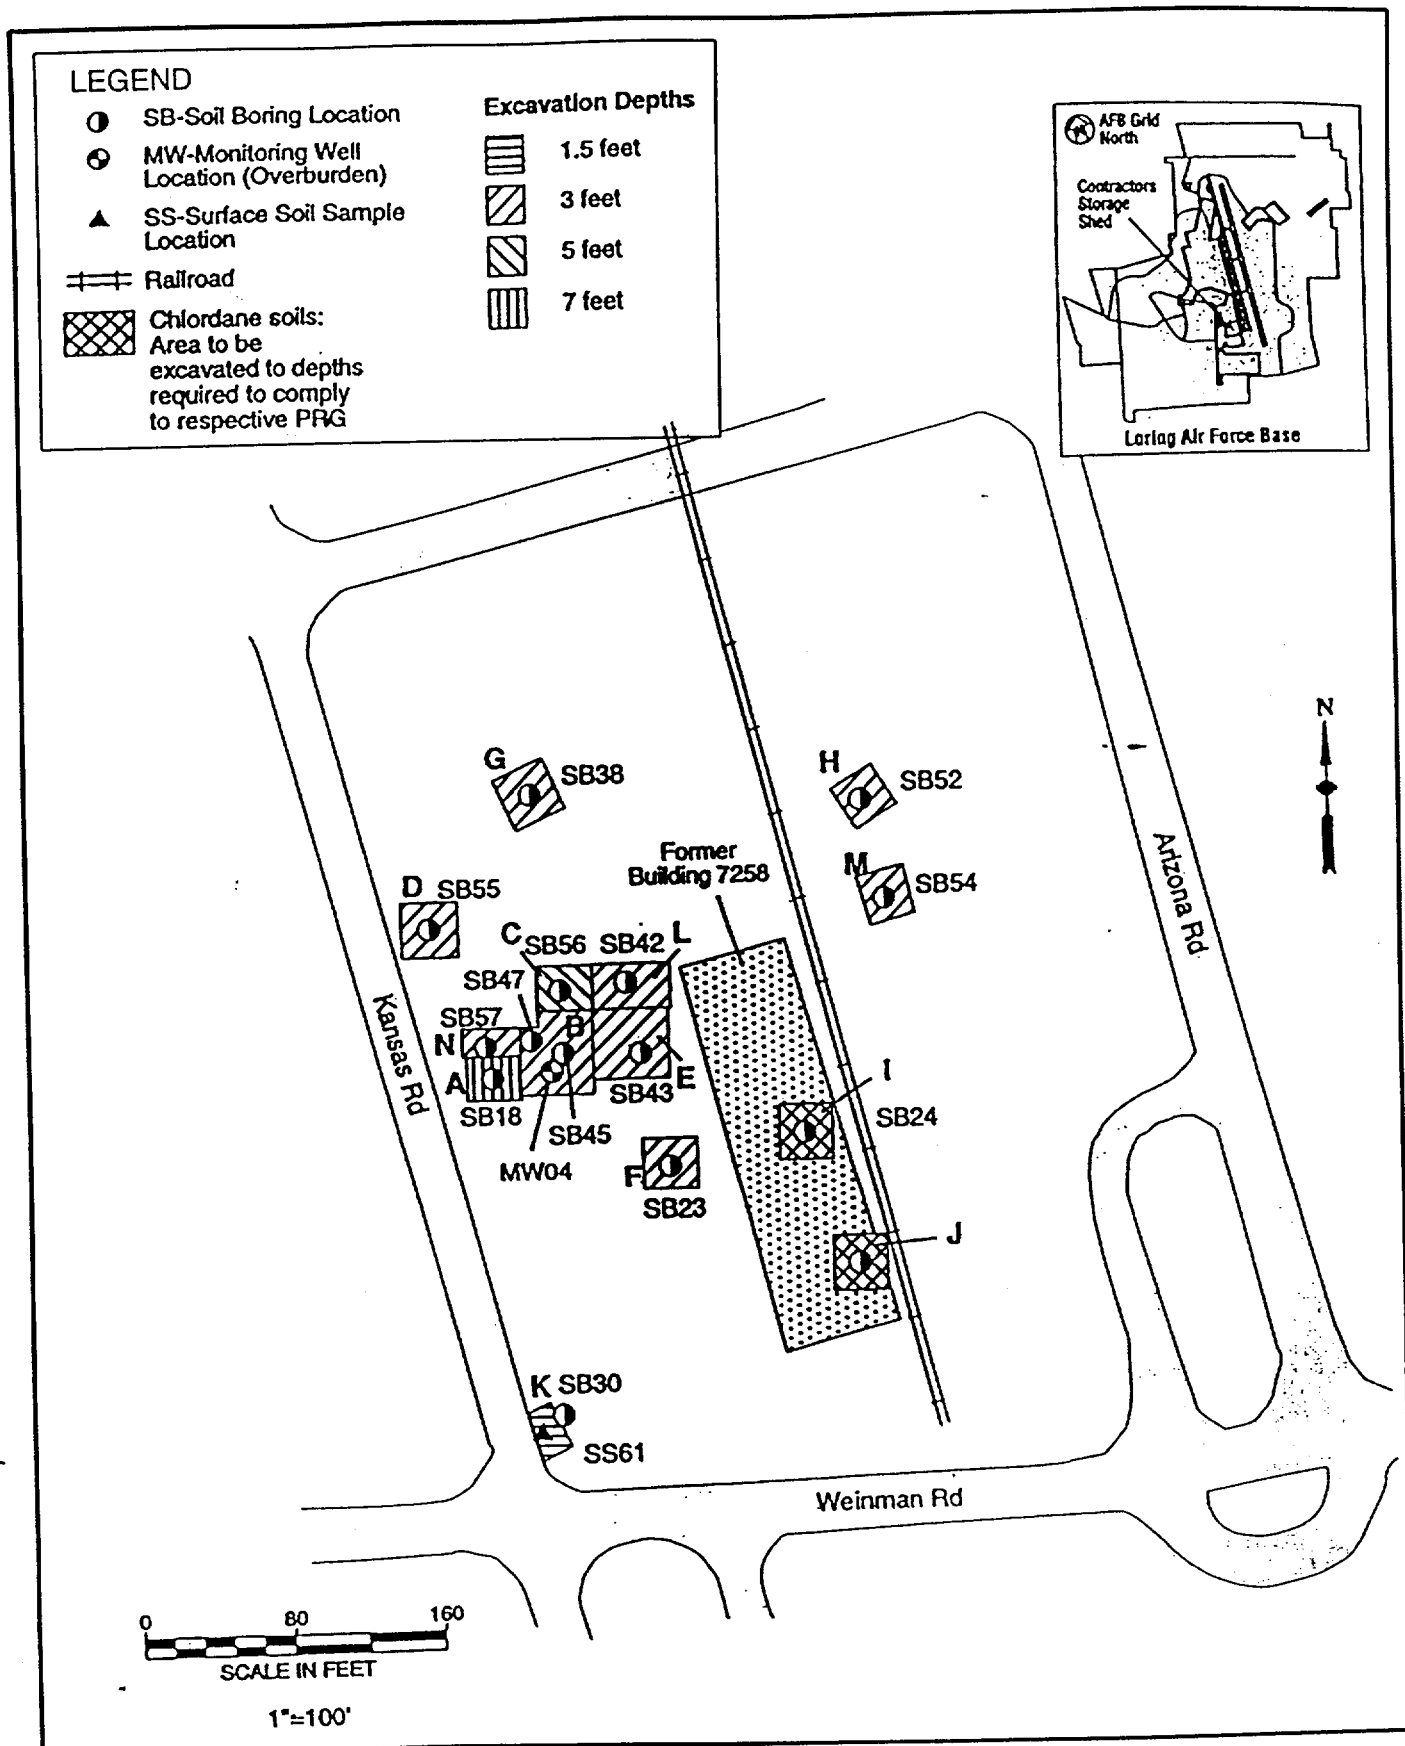 LEGEND
SB-Soil Boring Location
MW-Monitoring Well
Location (Overburden)
SS-Surface Soil Sample
Location
Railroad
Chlordane soils:
Area to be
excavated to depths
required to comply
to respective PRG
Excavation Depths
1.5 feet
3 feet
5 feet
7 feet
AFB Grid
North
Contractors
Storage
Shed
Loring Air Force Base
N
G
SB38
H
SB52
Former
Building 7258
M
SB54
Arizona Rd
D
SB55
C
SB56
SB42
L
SB47
Kansas Rd
SB57
N
B
A
E
SB43
SB18
SB45
MW04
I
SB24
F
SB23
J
K
SB30
SS61
Weinman Rd
0
80
160
SCALE IN FEET
1"=100'